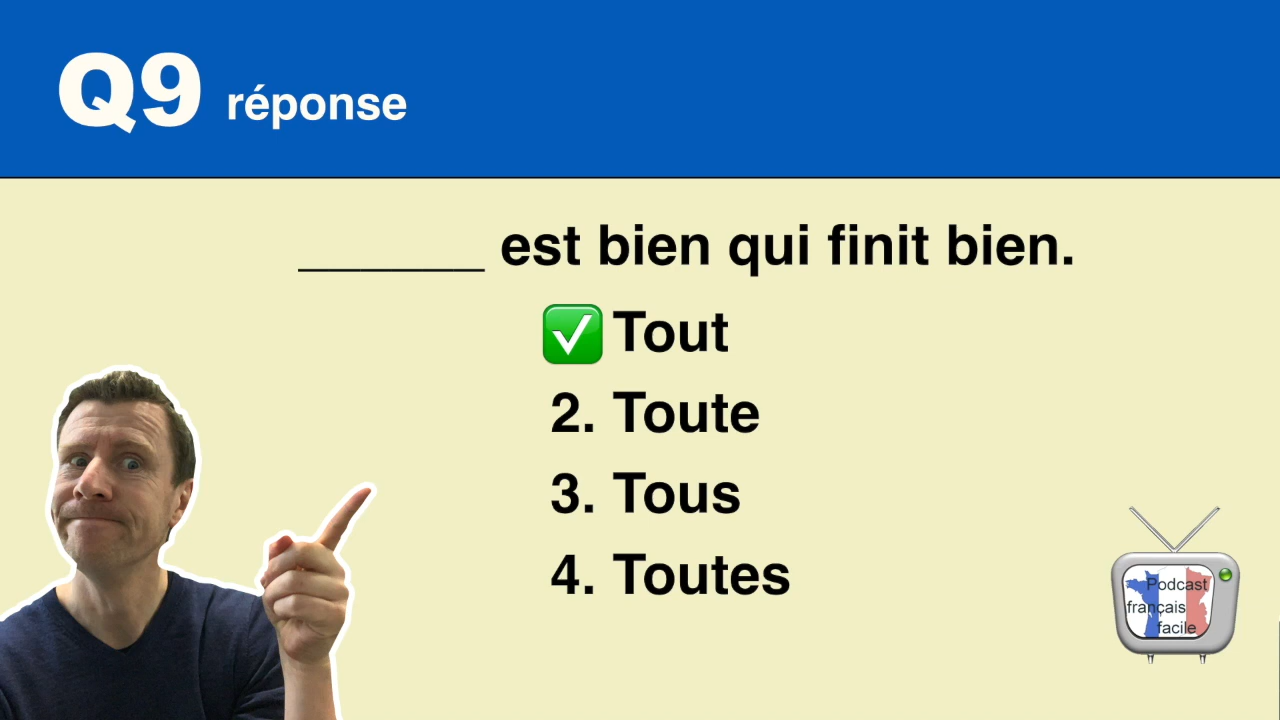 Q9 réponse
______ est bien qui finit bien.
✅ Tout
2. Toute
3. Tous
4. Toutes
Podcast
français
facile